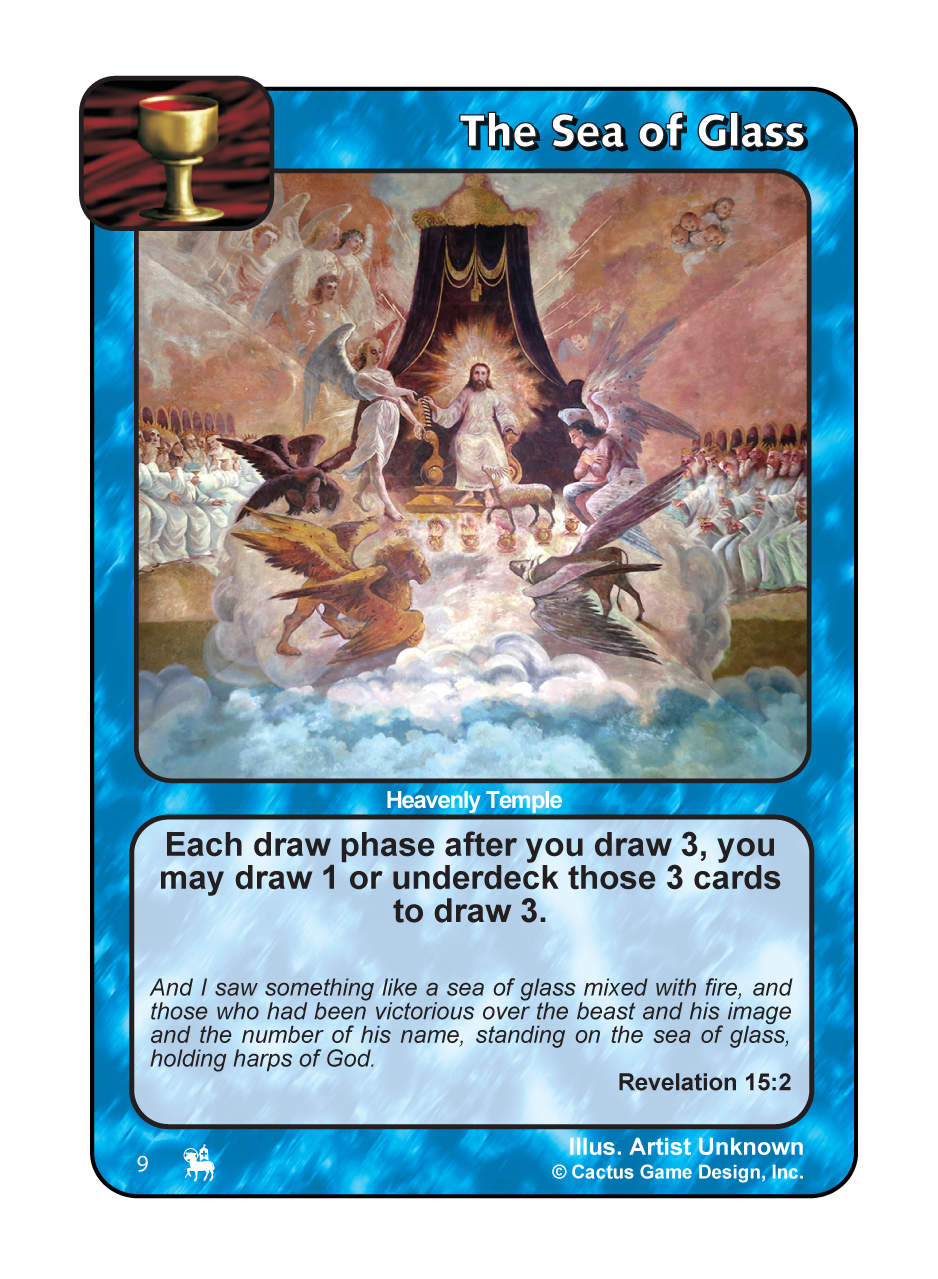 The Sea of Glass
Heavenly Temple
Each draw phase after you draw 3, you
may draw 1 or underdeck those 3 cards
to draw 3.
And I saw something like a sea of glass mixed with fire, and
those who had been victorious over the beast and his image
and the number of his name, standing on the sea of glass,
holding harps of God.
Revelation 15:2
Illus. Artist Unknown
9
© Cactus Game Design, Inc.